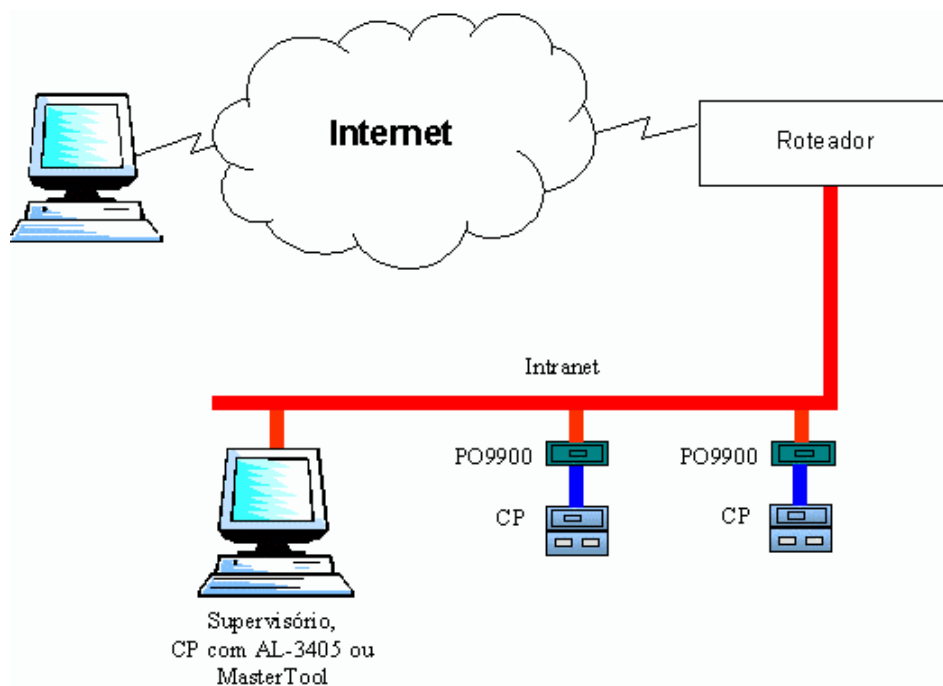 Internet
Roteador
Intranet
PO9900
PO9900
CP
CP
Supervisório,
CP com AL-3405 ou
MasterTool